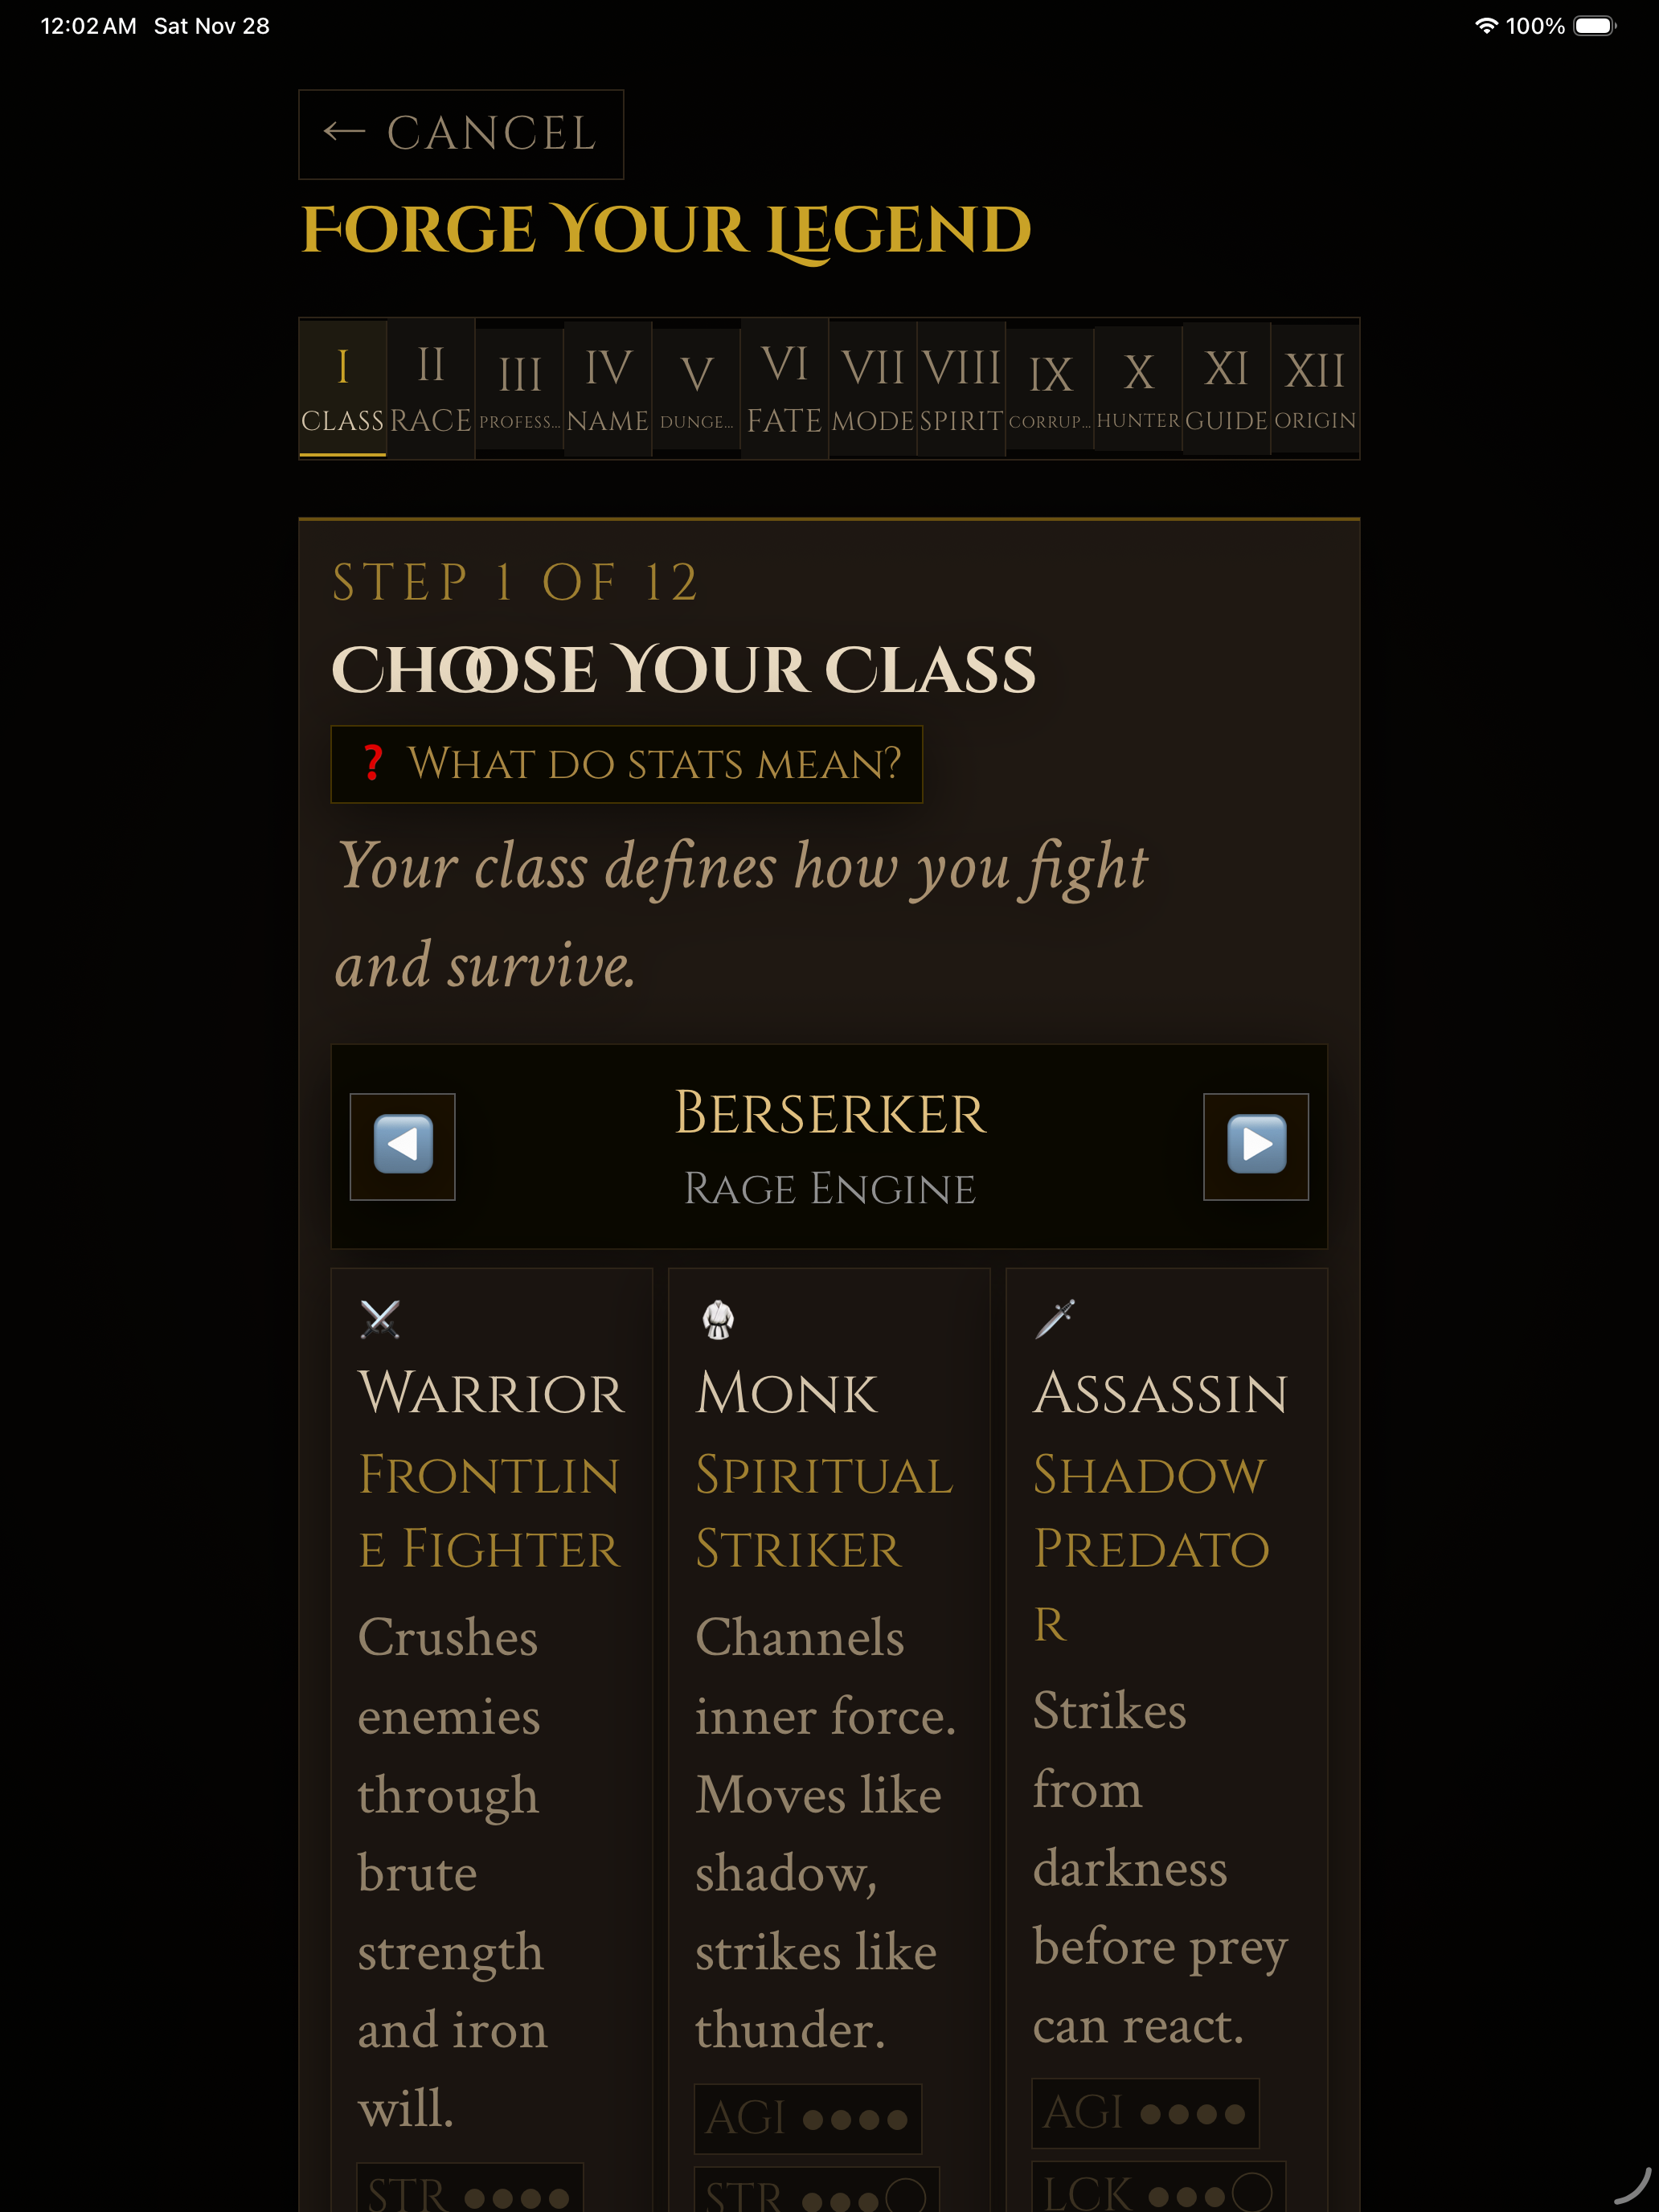 12:02 AM Sat Nov 28
100%
← CANCEL
Forge Your Legend
I II III IV V VI VII VIII IX X XI XII
CLASS RACE PROFESS... NAME DUNGE... FATE MODE SPIRIT CORRUP... HUNTER GUIDE ORIGIN
STEP 1 OF 12
Choose Your Class
❓ What do stats mean?
Your class defines how you fight
and survive.
◀ Berserker ▶
Rage Engine
Warrior
Frontlin
e Fighter
Crushes
enemies
through
brute
strength
and iron
will.
STR ●●●●
Monk
Spiritual
Striker
Channels
inner force.
Moves like
shadow,
strikes like
thunder.
AGI ●●●●
STR ●●●○
Assassin
Shadow
Predato
r
Strikes
from
darkness
before prey
can react.
AGI ●●●●
LCK ●●●○